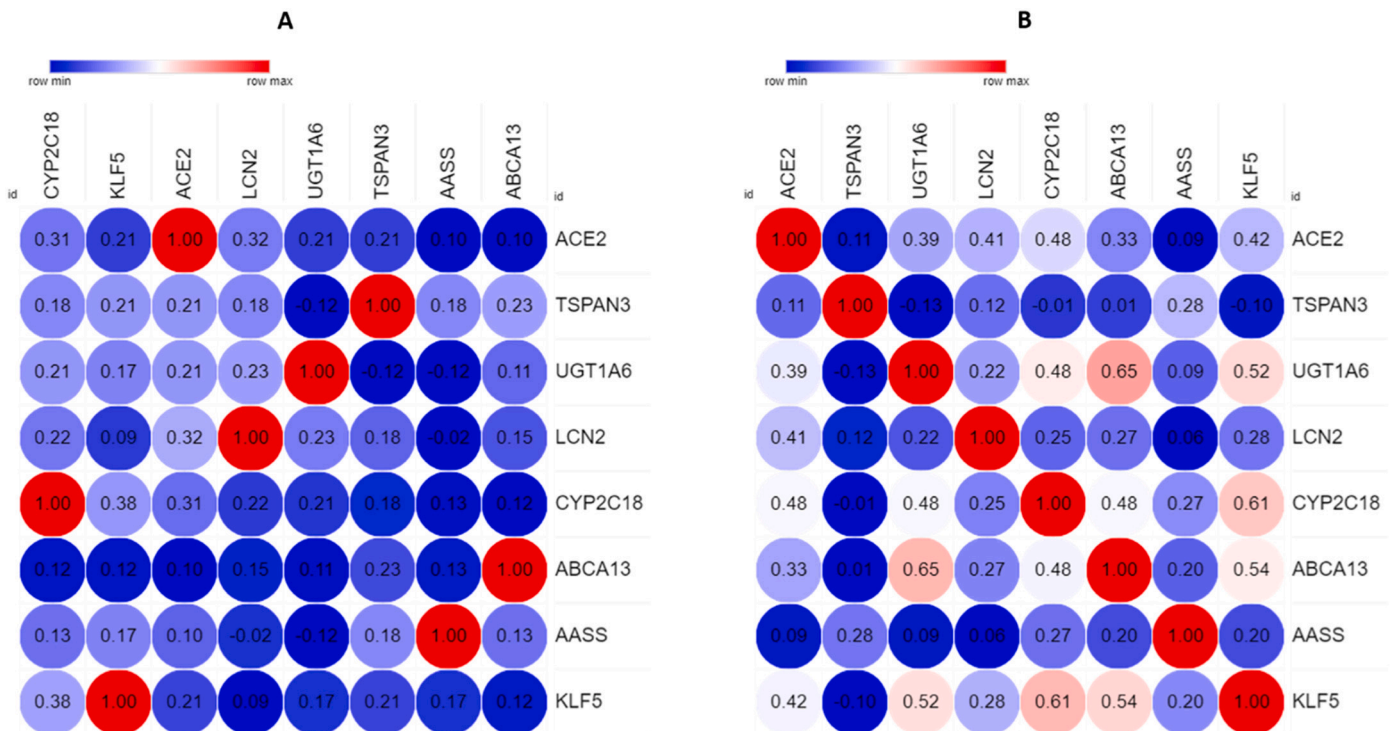 A
row min row max
id CYP2C18 KLF5 ACE2 LCN2 UGT1A6 TSPAN3 AASS ABCA13 id
0.31 0.21 1.00 0.32 0.21 0.21 0.10 0.10 ACE2
0.18 0.21 0.21 0.18 -0.12 1.00 0.18 0.23 TSPAN3
0.21 0.17 0.21 0.23 1.00 -0.12 -0.12 0.11 UGT1A6
0.22 0.09 0.32 1.00 0.23 0.18 -0.02 0.15 LCN2
1.00 0.38 0.31 0.22 0.21 0.18 0.13 0.12 CYP2C18
0.12 0.12 0.10 0.15 0.11 0.23 0.13 1.00 ABCA13
0.13 0.17 0.10 -0.02 -0.12 0.18 1.00 0.13 AASS
0.38 1.00 0.21 0.09 0.17 0.21 0.17 0.12 KLF5
B
row min row max
ACE2 TSPAN3 UGT1A6 LCN2 CYP2C18 ABCA13 AASS KLF5
id id
1.00 0.11 0.39 0.41 0.48 0.33 0.09 0.42 ACE2
0.11 1.00 -0.13 0.12 -0.01 0.01 0.28 -0.10 TSPAN3
0.39 -0.13 1.00 0.22 0.48 0.65 0.09 0.52 UGT1A6
0.41 0.12 0.22 1.00 0.25 0.27 0.06 0.28 LCN2
0.48 -0.01 0.48 0.25 1.00 0.48 0.27 0.61 CYP2C18
0.33 0.01 0.65 0.27 0.48 1.00 0.20 0.54 ABCA13
0.09 0.28 0.09 0.06 0.27 0.20 1.00 0.20 AASS
0.42 -0.10 0.52 0.28 0.61 0.54 0.20 1.00 KLF5